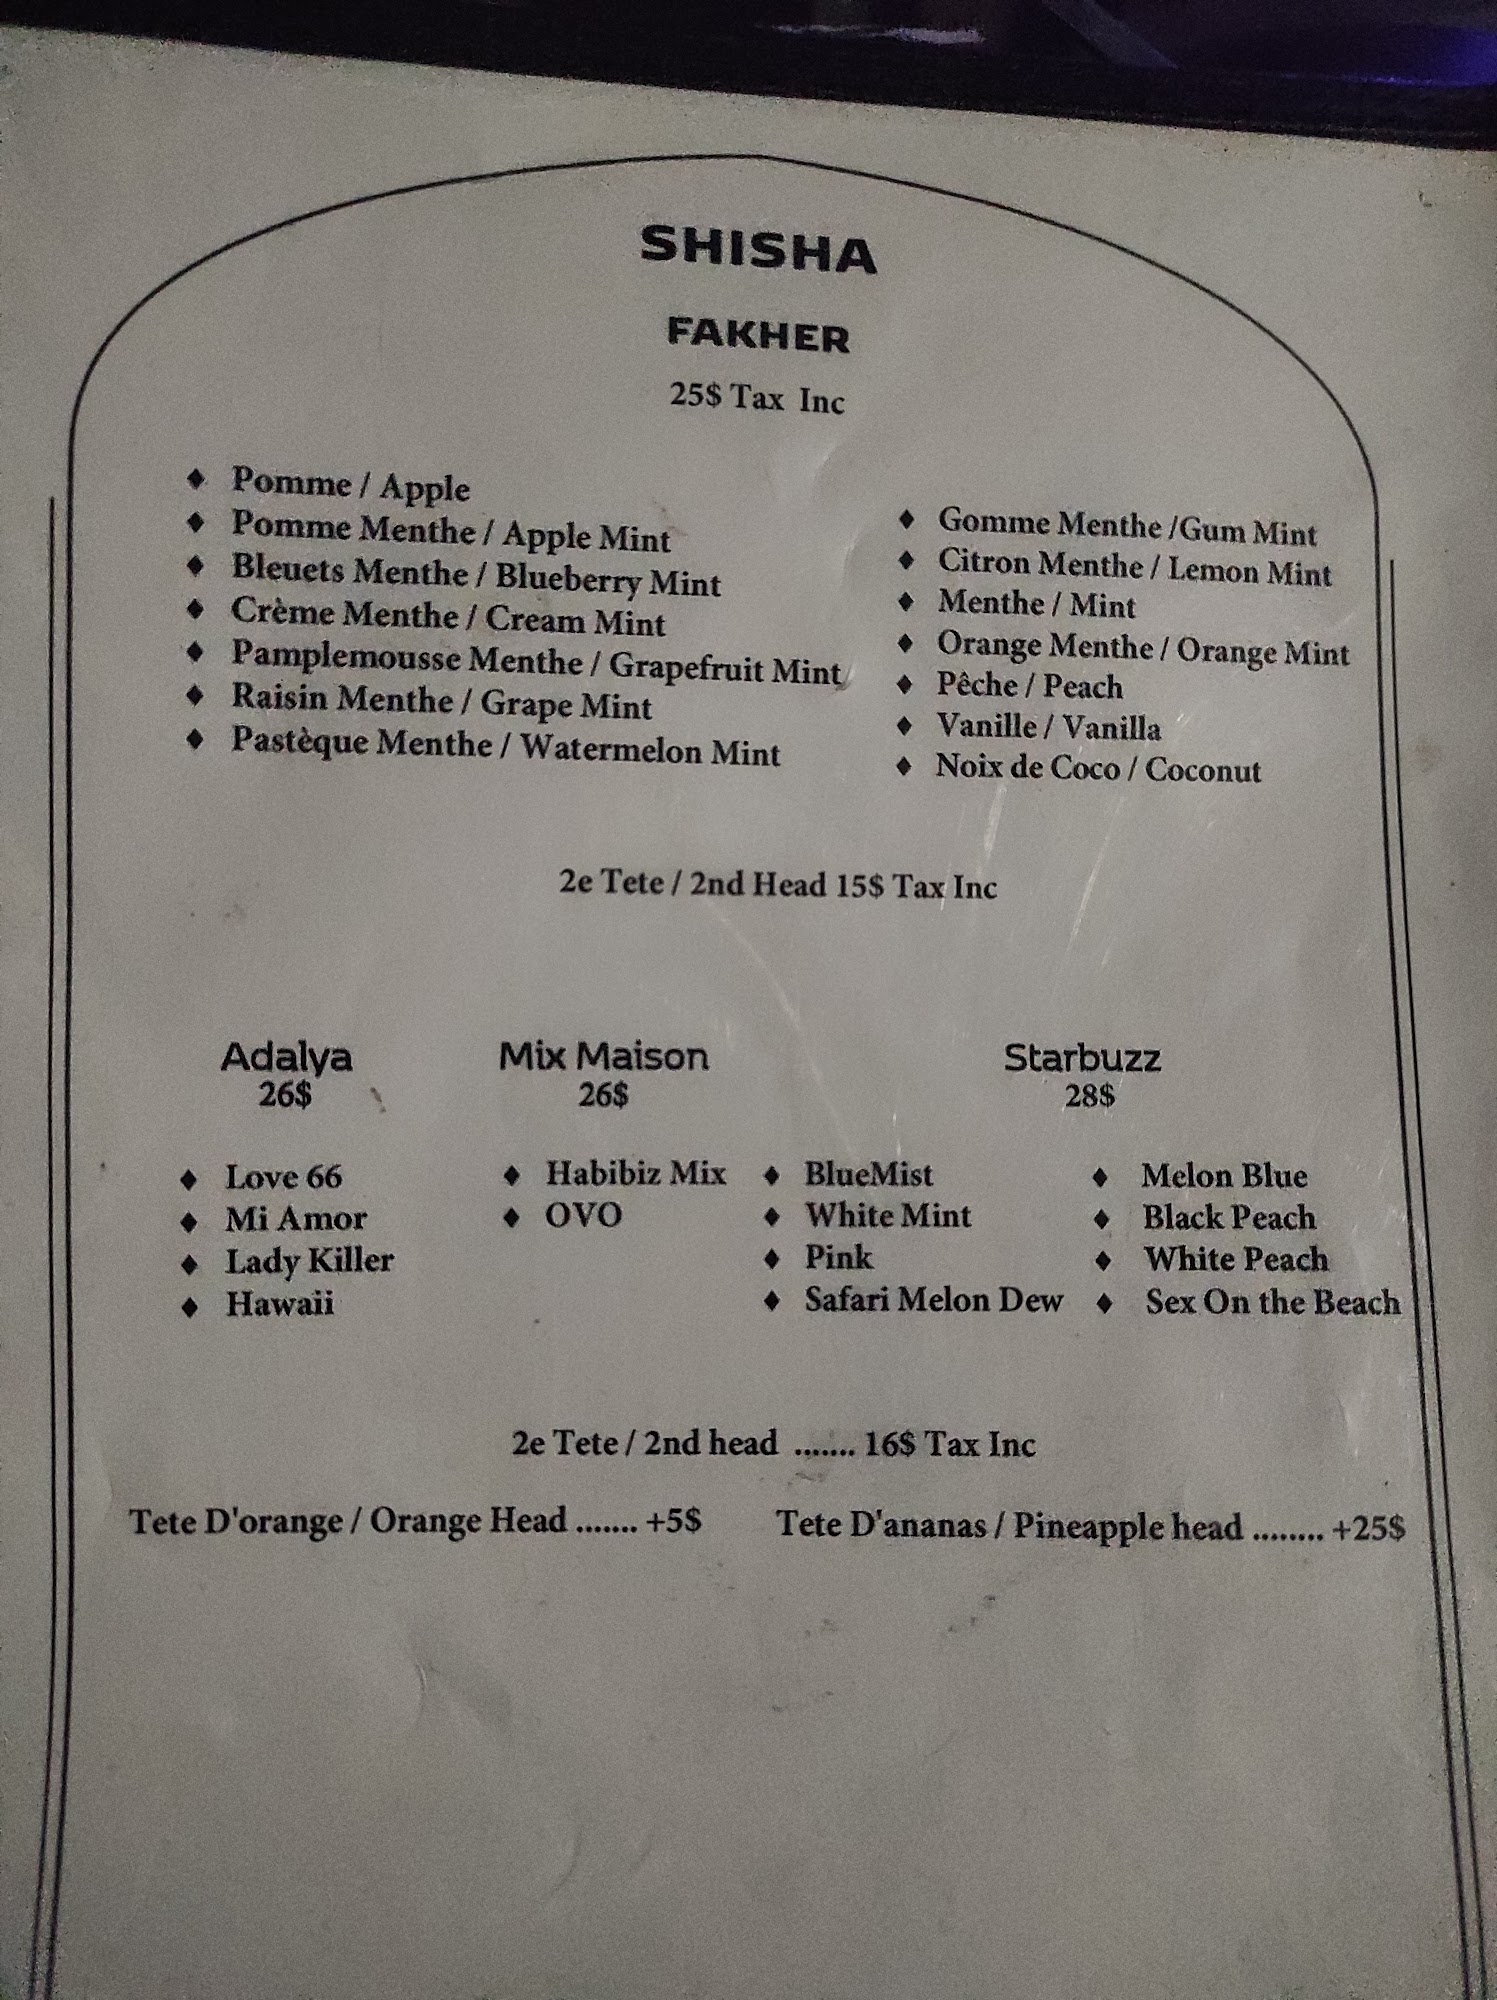 SHISHA
FAKHER
25$ Tax Inc
♦ Pomme / Apple
♦ Pomme Menthe / Apple Mint
♦ Bleuets Menthe / Blueberry Mint
♦ Crème Menthe / Cream Mint
♦ Pamplemousse Menthe / Grapefruit Mint
♦ Raisin Menthe / Grape Mint
♦ Pastèque Menthe / Watermelon Mint
♦ Gomme Menthe /Gum Mint
♦ Citron Menthe / Lemon Mint
♦ Menthe / Mint
♦ Orange Menthe / Orange Mint
♦ Pêche / Peach
♦ Vanille / Vanilla
♦ Noix de Coco / Coconut
2e Tete / 2nd Head 15$ Tax Inc
Adalya
26$
♦ Love 66
♦ Mi Amor
♦ Lady Killer
♦ Hawaii
Mix Maison
26$
♦ Habibiz Mix
♦ OVO
Starbuzz
28$
♦ BlueMist
♦ White Mint
♦ Pink
♦ Safari Melon Dew
♦ Melon Blue
♦ Black Peach
♦ White Peach
♦ Sex On the Beach
2e Tete / 2nd head ....... 16$ Tax Inc
Tete D'orange / Orange Head ....... +5$
Tete D'ananas / Pineapple head ........ +25$